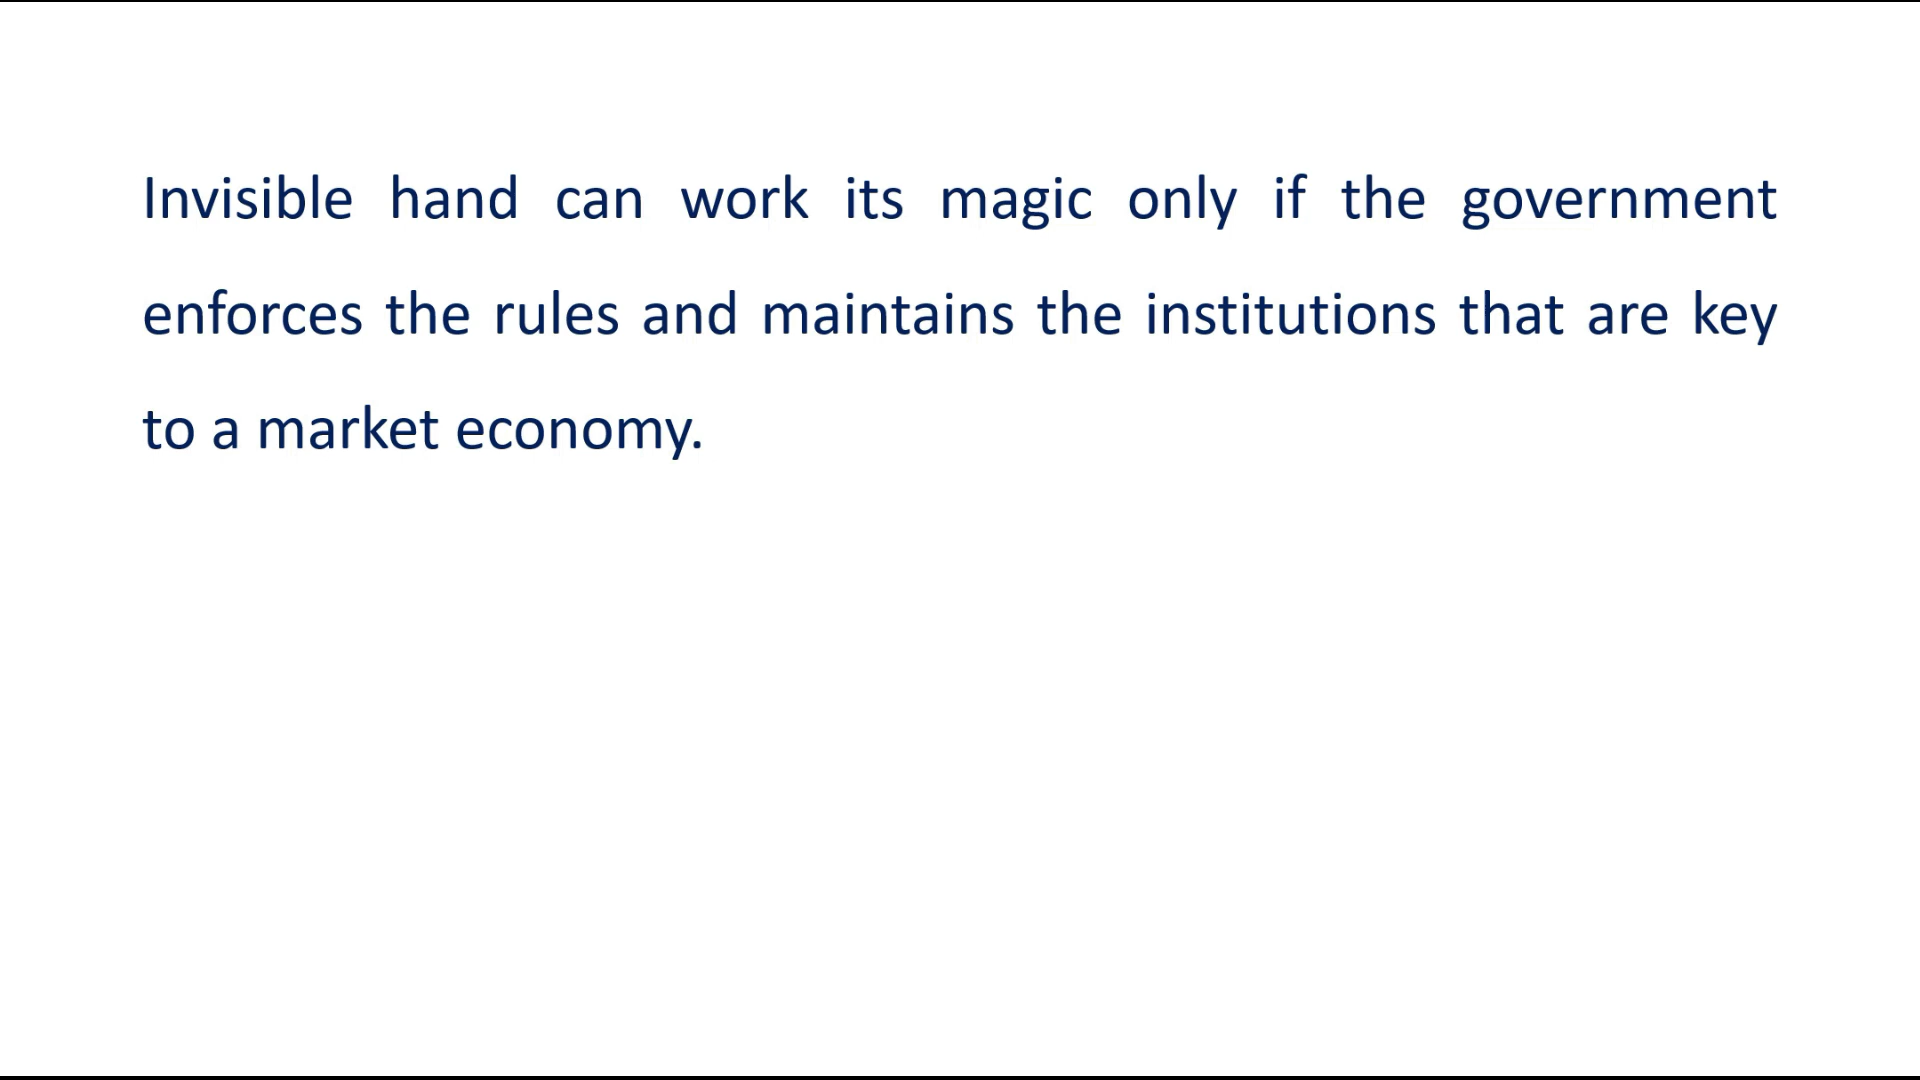 Invisible hand can work its magic only if the government
enforces the rules and maintains the institutions that are key
to a market economy.